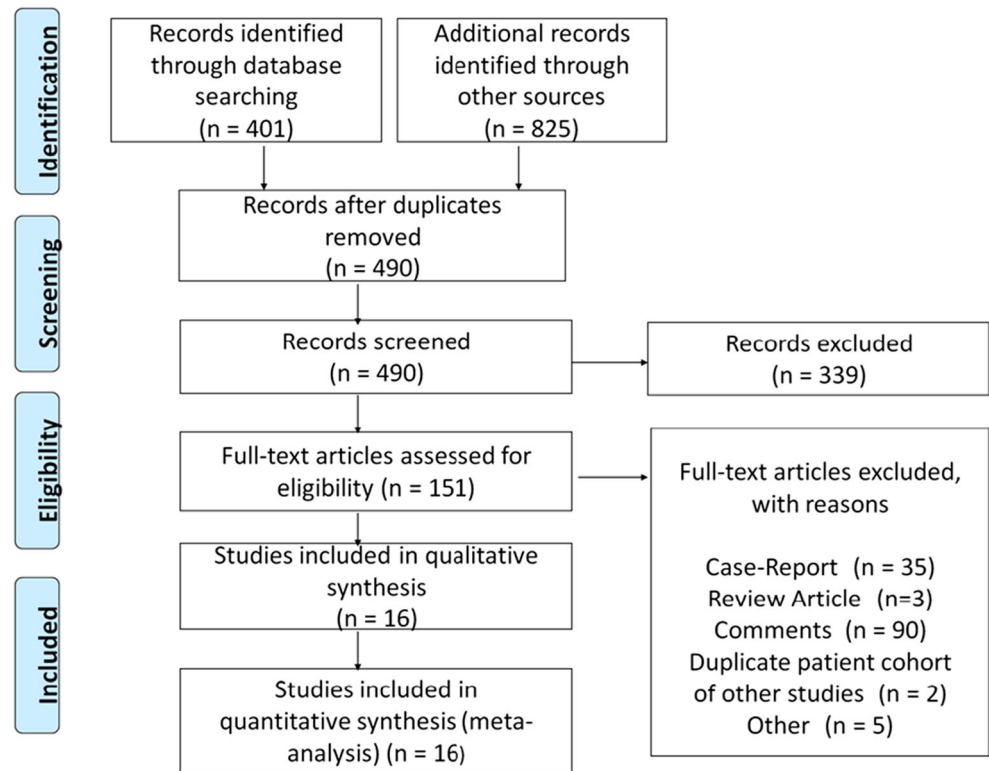 Identification
Records identified
through database
searching
(n = 401)
Additional records
identified through
other sources
(n = 825)
Screening
Records after duplicates
removed
(n = 490)
Records screened
(n = 490)
Records excluded
(n = 339)
Eligibility
Full-text articles assessed for
eligibility (n = 151)
Full-text articles excluded,
with reasons
Case-Report (n = 35)
Review Article (n=3)
Comments (n = 90)
Duplicate patient cohort
of other studies (n = 2)
Other (n = 5)
Included
Studies included in qualitative
synthesis
(n = 16)
Studies included in
quantitative synthesis (meta-
analysis) (n = 16)